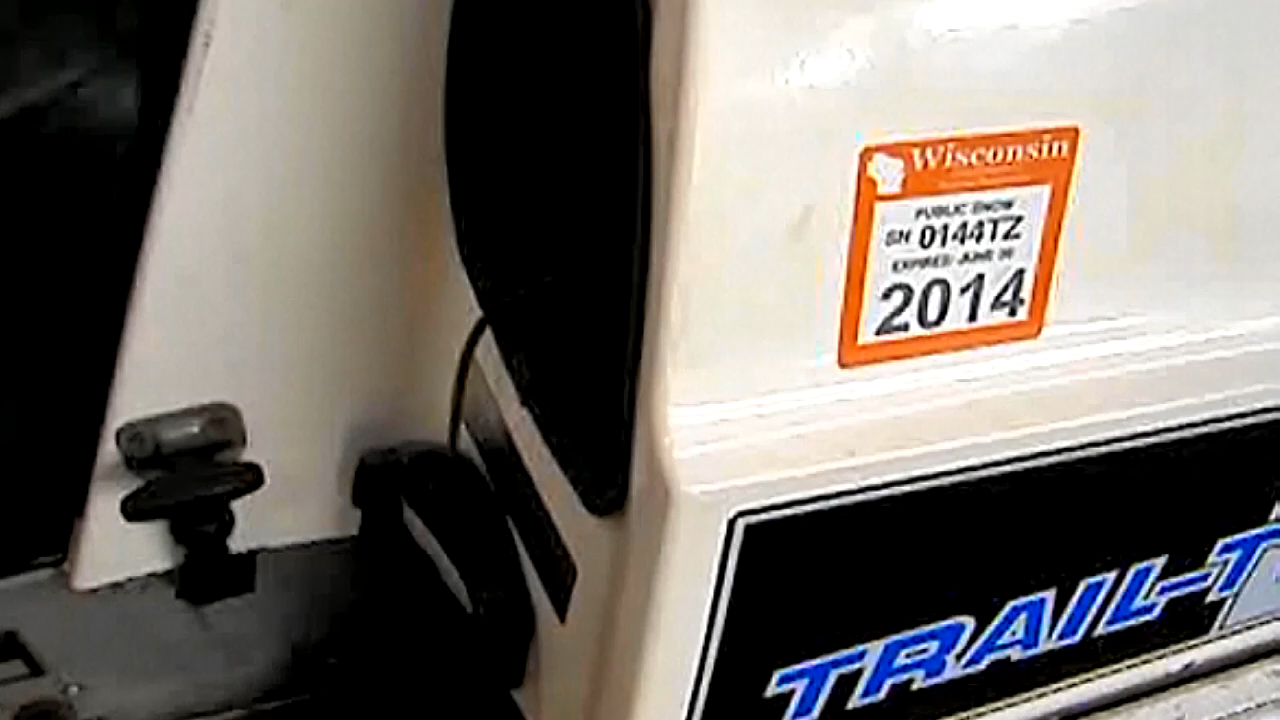 Wisconsin
PUBLIC SNOW
SN 0144TZ
EXPIRES JUNE 30
2014
TRAIL-T